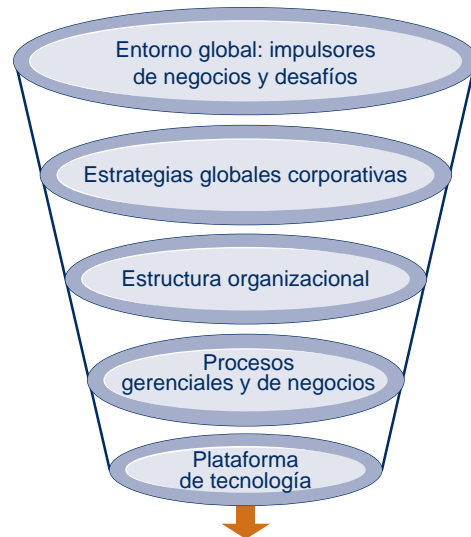 Entorno global: impulsores
de negocios y desafíos
Estrategias globales corporativas
Estructura organizacional
Procesos
gerenciales y de negocios
Plataforma
de tecnología